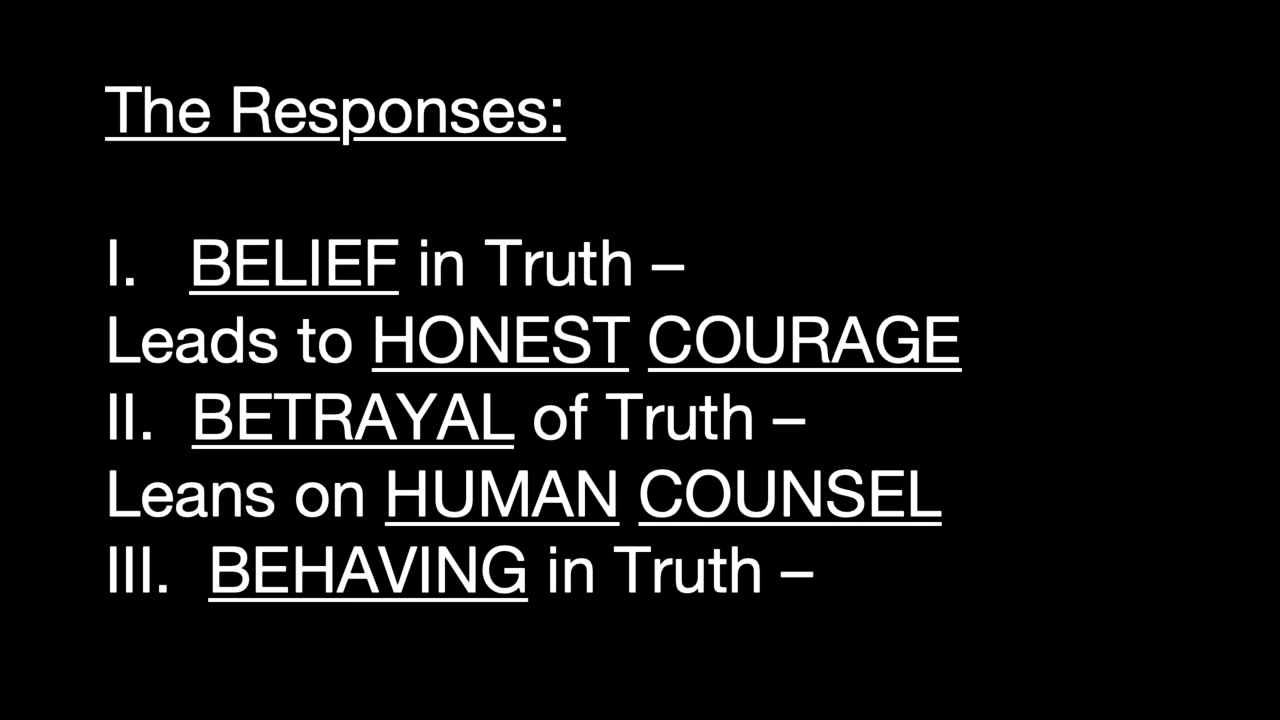 The Responses:
I. BELIEF in Truth –
Leads to HONEST COURAGE
II. BETRAYAL of Truth –
Leans on HUMAN COUNSEL
III. BEHAVING in Truth –